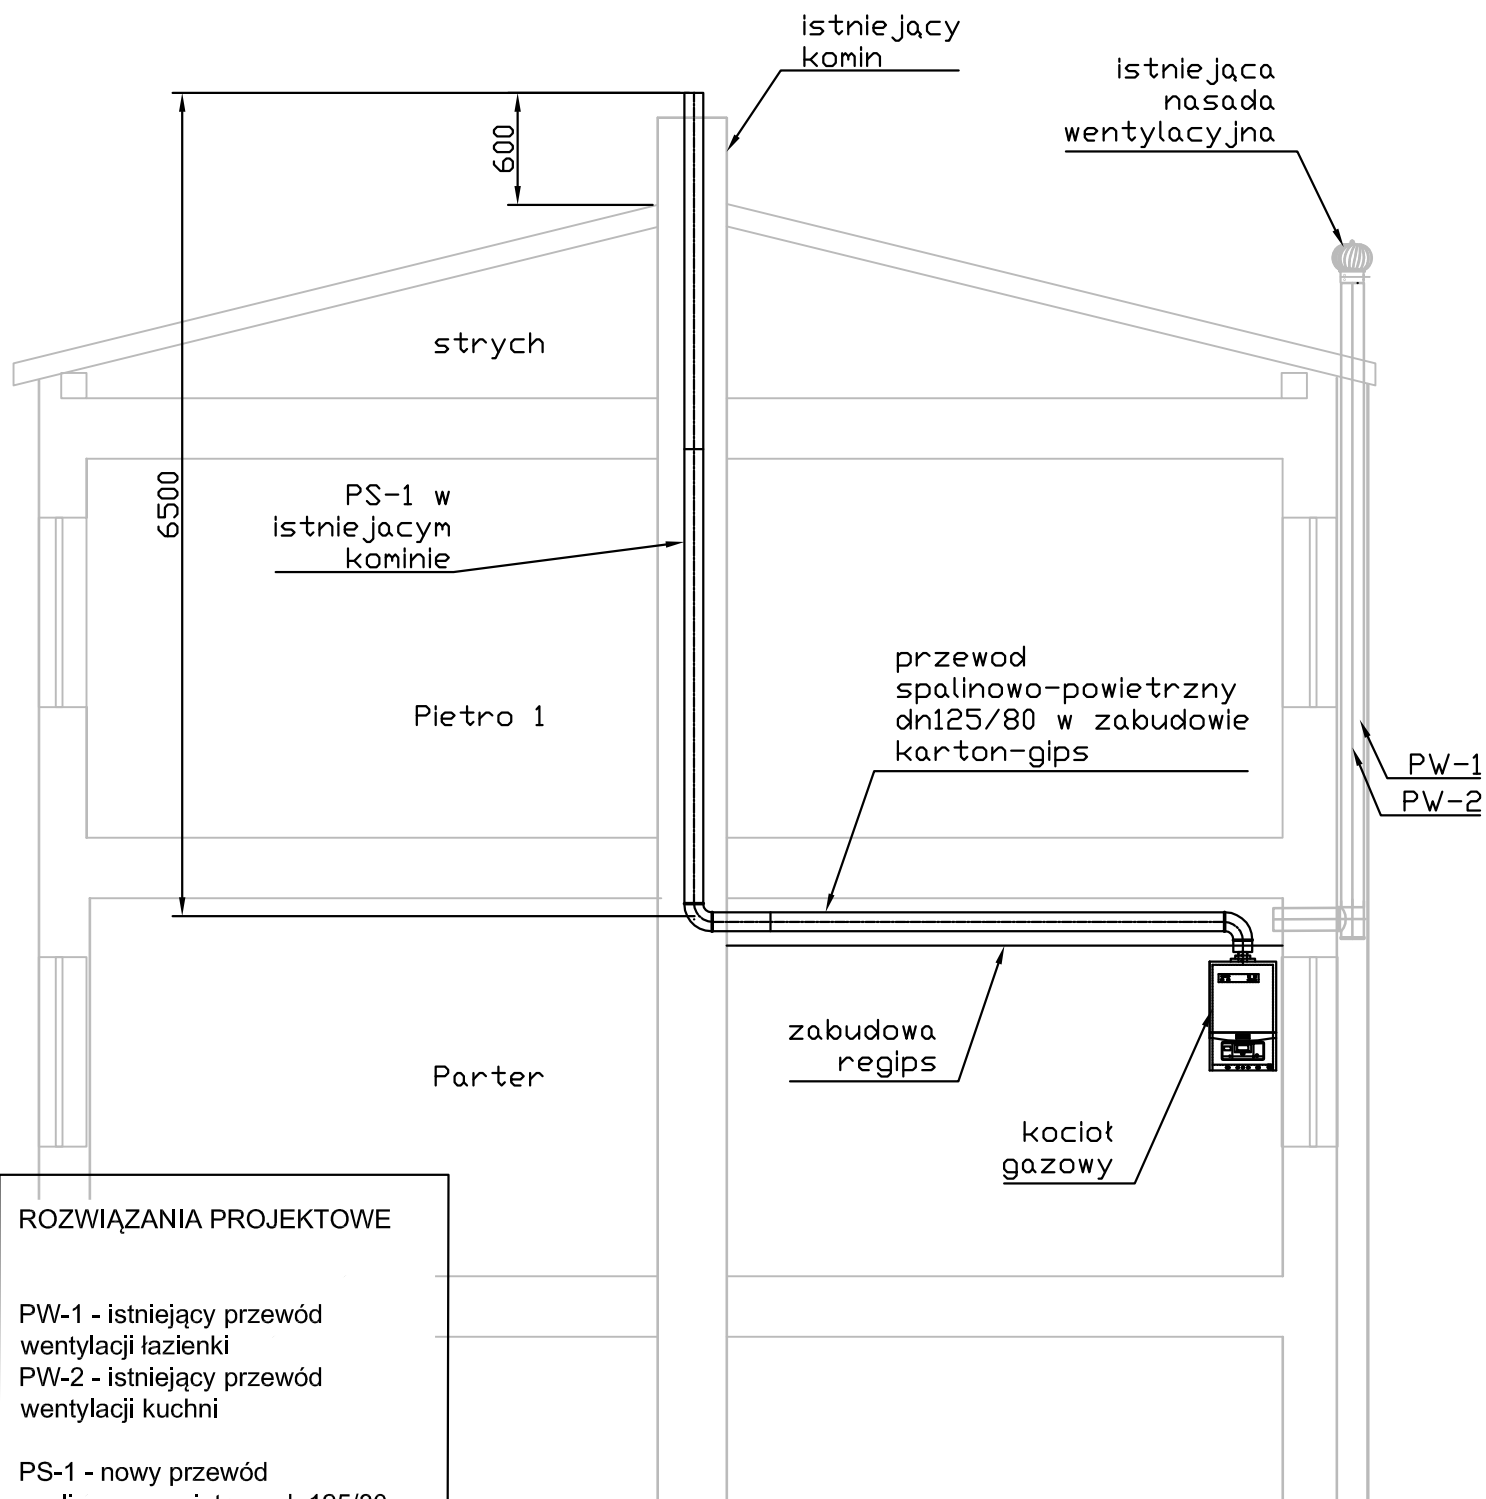 istniejący
komin
istniejąca
nasada
wentylacyjna
600
strych
6500
PS-1 w
istniejacym
kominie
przewod
spalinowo-powietrzny
dn125/80 w zabudowie
karton-gips
Pietro 1
PW-1
PW-2
zabudowa
regips
Parter
kocioł
gazowy
ROZWIĄZANIA PROJEKTOWE
PW-1 - istniejący przewód
wentylacji łazienki
PW-2 - istniejący przewód
wentylacji kuchni
PS-1 - nowy przewód